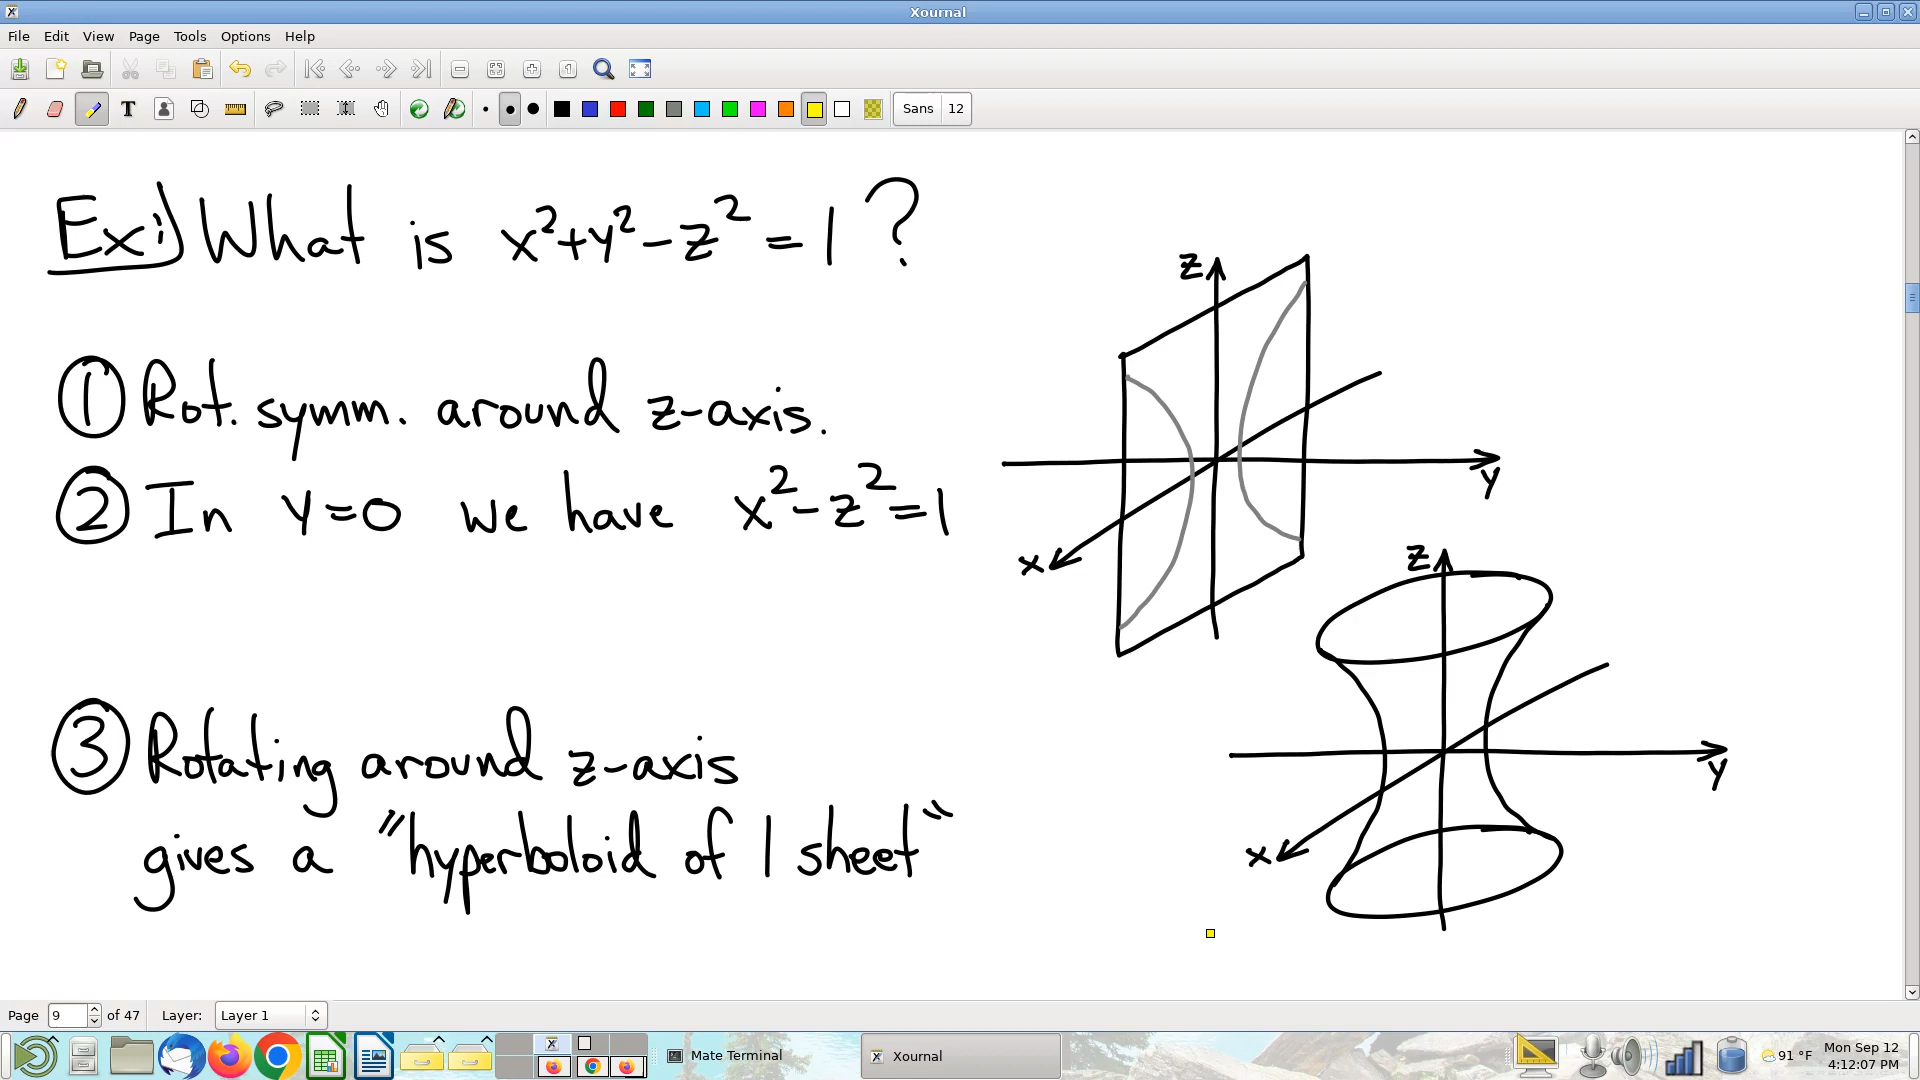 Xournal
File Edit View Page Tools Options Help
Sans 12
Ex:) What is x²+y²-z²=1?
① Rot. symm. around z-axis.
② In y=0 we have x²-z²=1
③ Rotating around z-axis
gives a "hyperboloid of 1 sheet"
z
y
x
z
y
x
Page 9 of 47 Layer: Layer 1
Mate Terminal
Xournal
91 °F
Mon Sep 12
4:12:07 PM